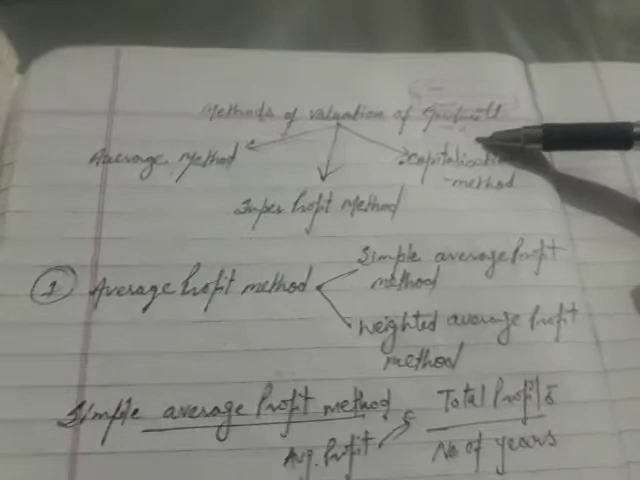 Methods of valuation of Goodwill
Average Method
Capitalisation
method
Super Profit Method
① Average Profit method
Simple average Profit
method
Weighted average Profit
method
Simple average Profit method
Total Profits
Avg. Profit =
No of years